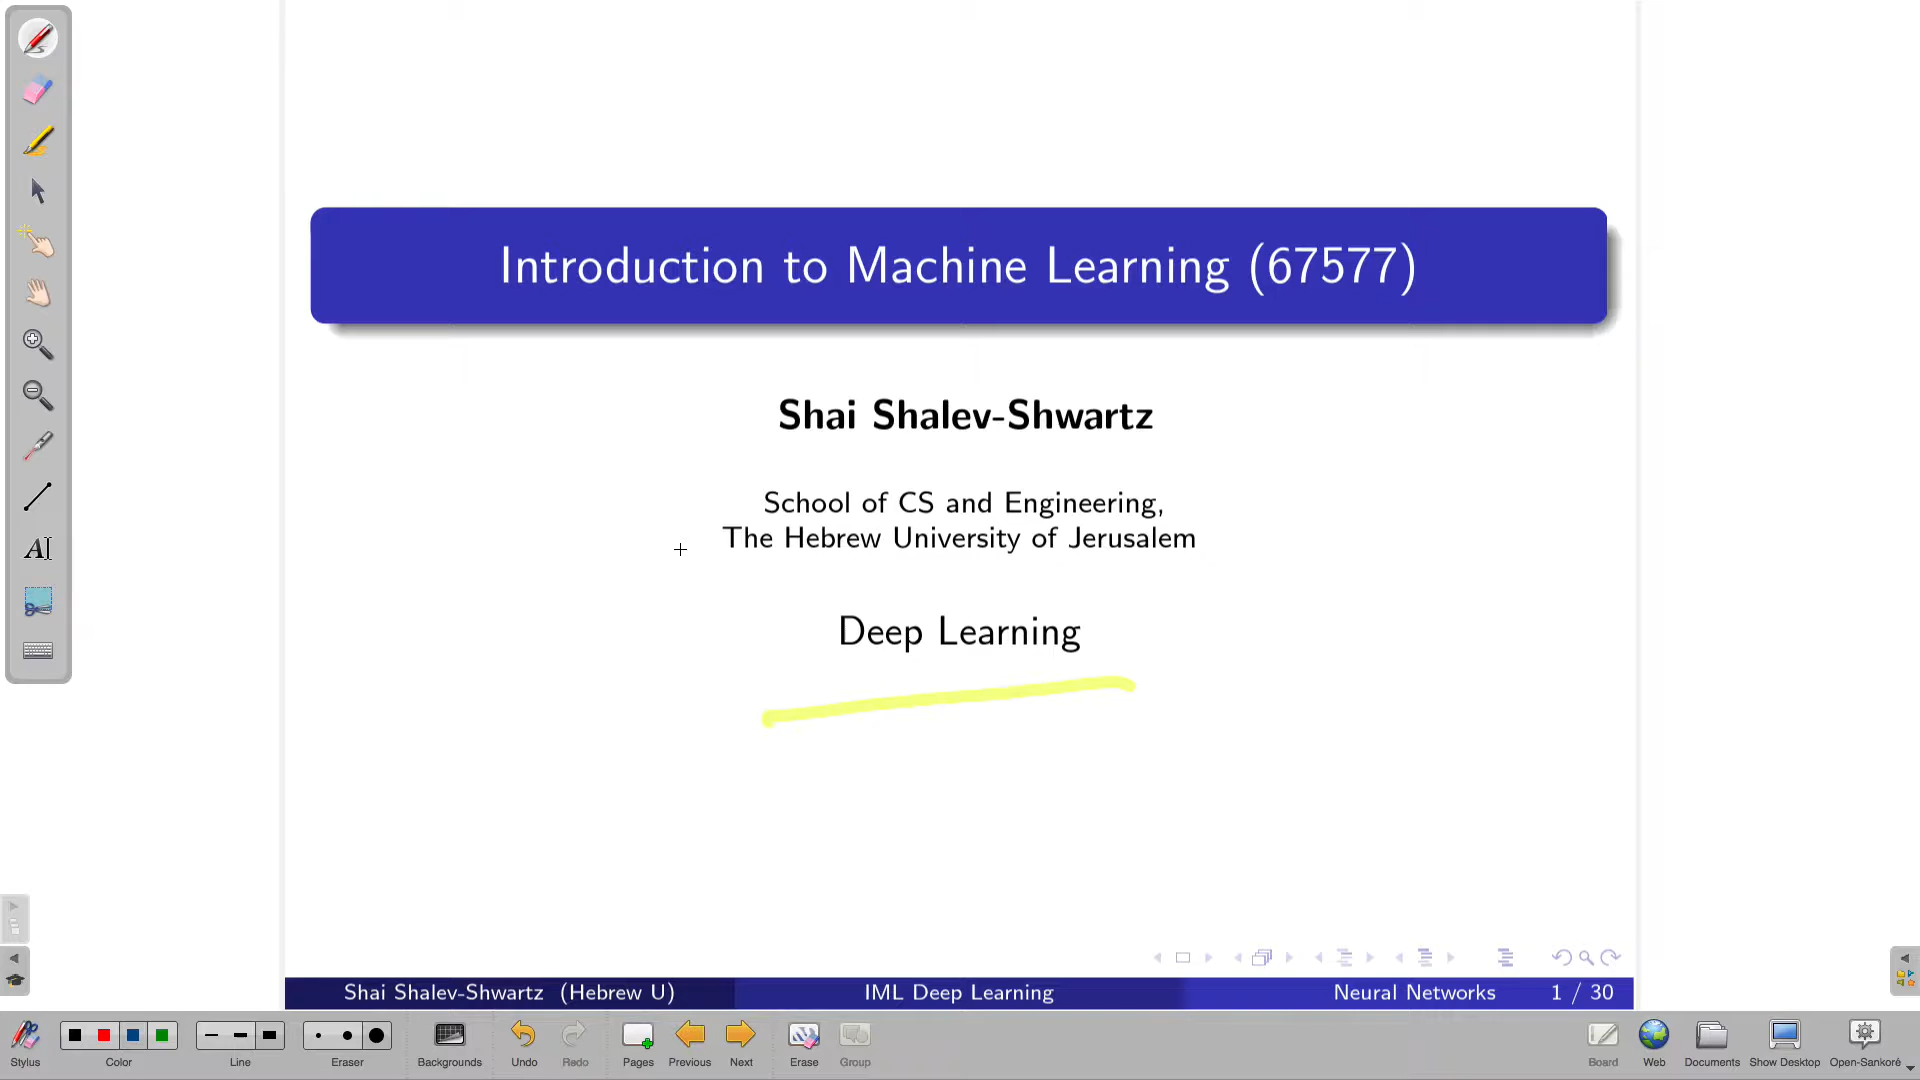 Introduction to Machine Learning (67577)
Shai Shalev-Shwartz
School of CS and Engineering,
The Hebrew University of Jerusalem
Deep Learning
Shai Shalev-Shwartz (Hebrew U)
IML Deep Learning
Neural Networks
1 / 30
Stylus
Color
Line
Eraser
Backgrounds
Undo
Redo
Pages
Previous
Next
Erase
Group
Board
Web
Documents
Show Desktop
Open-Sankoré